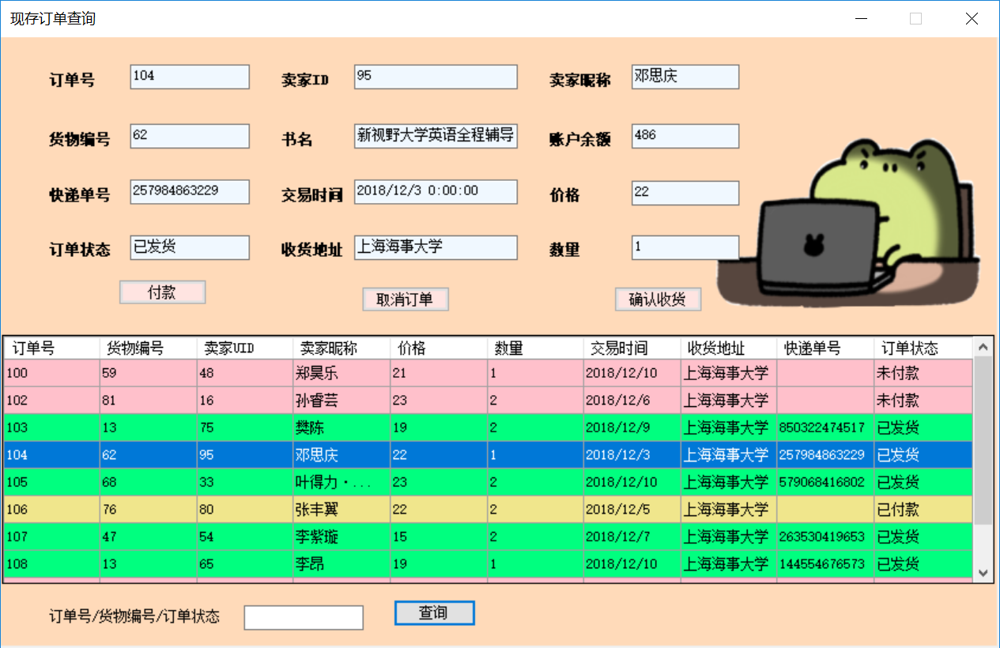 现存订单查询
订单号 104 卖家ID 95 卖家昵称 邓思庆
货物编号 62 书名 新视野大学英语全程辅导 账户余额 486
快递单号 257984863229 交易时间 2018/12/3 0:00:00 价格 22
订单状态 已发货 收货地址 上海海事大学 数量 1
付款 取消订单 确认收货
订单号 货物编号 卖家UID 卖家昵称 价格 数量 交易时间 收货地址 快递单号 订单状态
100 59 48 郑昊乐 21 1 2018/12/10 上海海事大学 未付款
102 81 16 孙睿芸 23 2 2018/12/6 上海海事大学 未付款
103 13 75 樊陈 19 2 2018/12/9 上海海事大学 850322474517 已发货
104 62 95 邓思庆 22 1 2018/12/3 上海海事大学 257984863229 已发货
105 68 33 叶得力·... 23 2 2018/12/10 上海海事大学 579068416802 已发货
106 76 80 张丰翼 22 2 2018/12/5 上海海事大学 已付款
107 47 54 李紫璇 15 2 2018/12/7 上海海事大学 263530419653 已发货
108 13 65 李昂 19 1 2018/12/10 上海海事大学 144554676573 已发货
订单号/货物编号/订单状态 查询